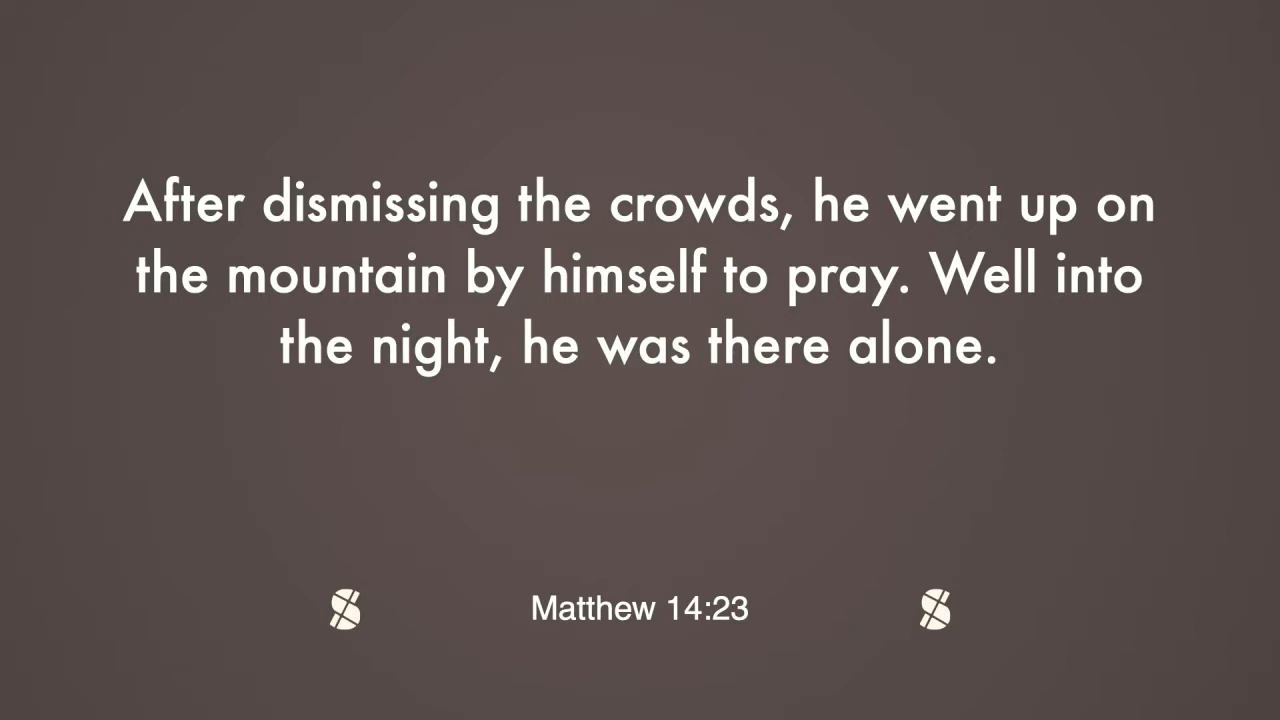 After dismissing the crowds, he went up on
the mountain by himself to pray. Well into
the night, he was there alone.
Matthew 14:23